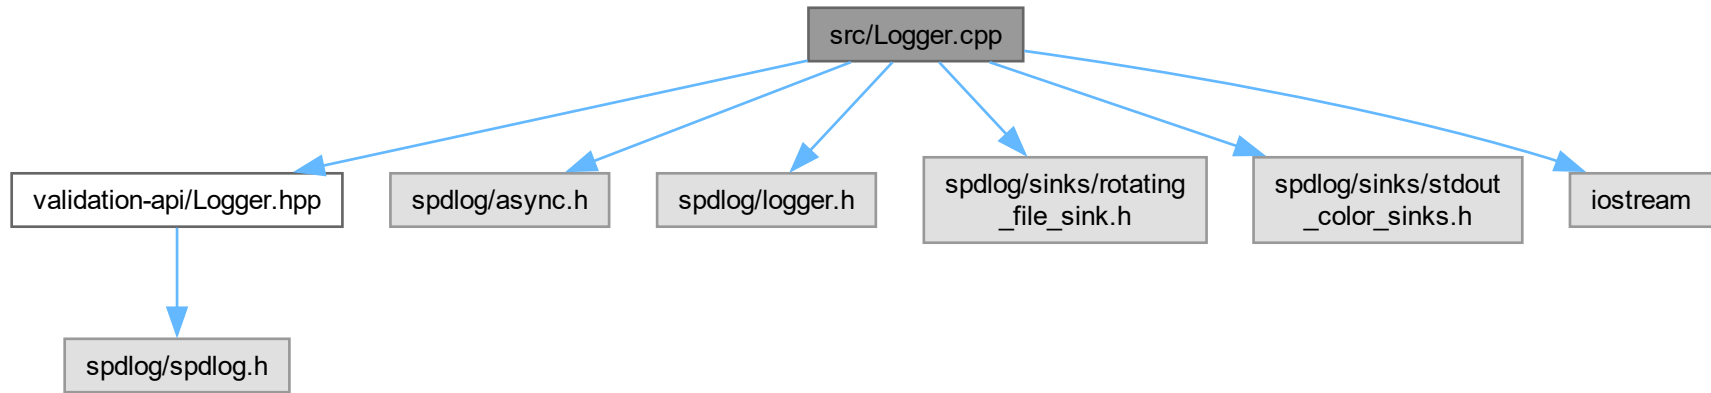 src/Logger.cpp
validation-api/Logger.hpp
spdlog/async.h
spdlog/logger.h
spdlog/sinks/rotating
_file_sink.h
spdlog/sinks/stdout
_color_sinks.h
iostream
spdlog/spdlog.h